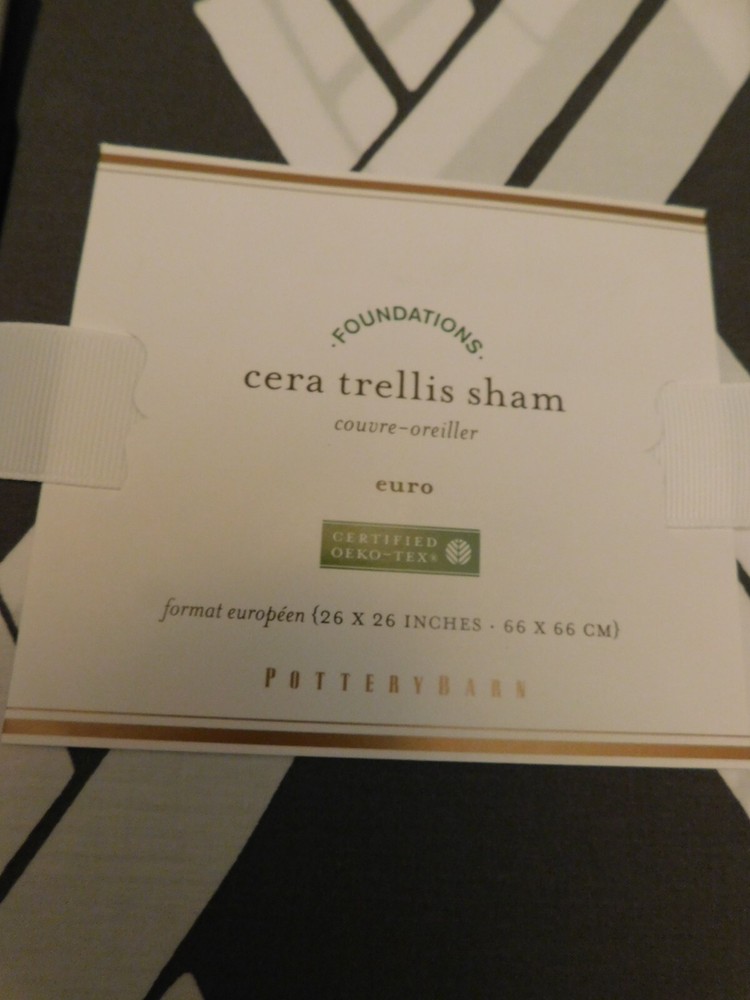 ·FOUNDATIONS·
cera trellis sham
couvre-oreiller
euro
CERTIFIED
OEKO-TEX®
format européen {26 X 26 INCHES · 66 X 66 CM}
POTTERYBARN